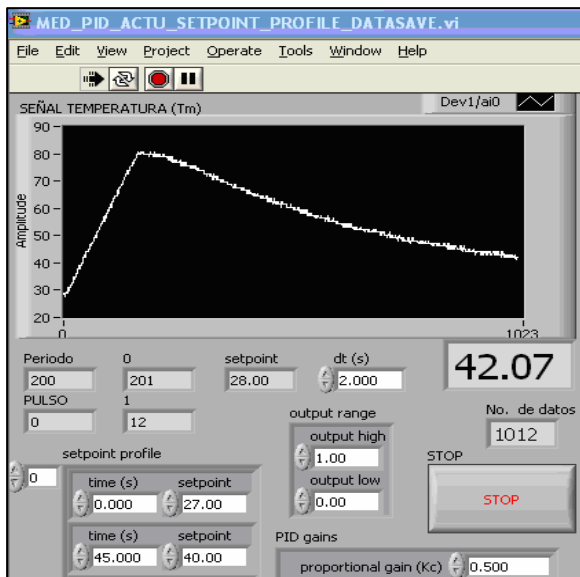 MED_PID_ACTU_SETPOINT_PROFILE_DATASAVE.vi
File Edit View Project Operate Tools Window Help
SEÑAL TEMPERATURA (Tm)
Dev1/ai0
90
80
70
60
50
40
30
20
Amplitude
0 1023
Periodo 0 setpoint dt (s)
200 201 28.00 2.000 42.07
PULSO 1
0 12
output range
output high
1.00
output low
0.00
No. de datos
1012
setpoint profile
0
time (s) setpoint
0.000 27.00
time (s) setpoint
45.000 40.00
STOP
STOP
PID gains
proportional gain (Kc) 0.500